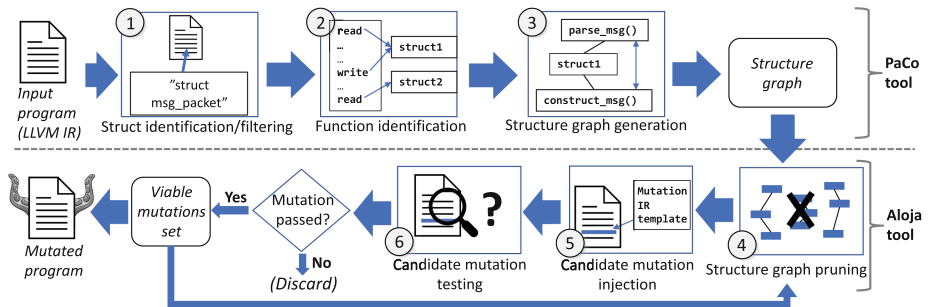 1
2
3
Input
program
(LLVM IR)
"struct
msg_packet"
Struct identification/filtering
read
…
…
write
…
read
struct1
struct2
Function identification
parse_msg()
struct1
construct_msg()
Structure graph generation
Structure
graph
PaCo
tool
Mutated
program
Viable
mutations
set
Yes
Mutation
passed?
No
(Discard)
?
6
Candidate mutation
testing
Mutation
IR
template
5
Candidate mutation
injection
X
4
Structure graph pruning
Aloja
tool